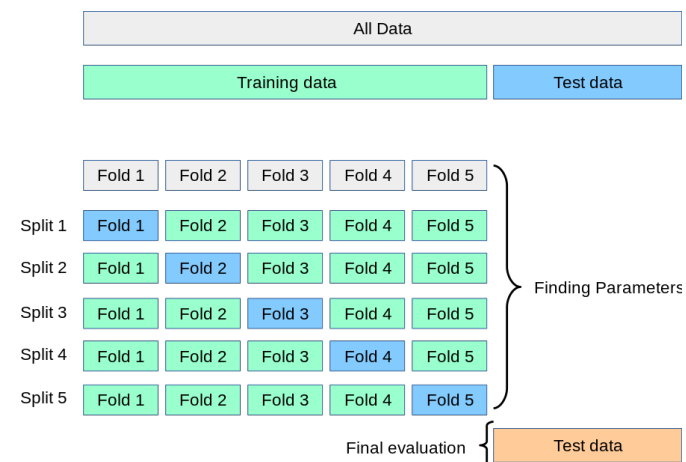 All Data
Training data Test data
Fold 1 Fold 2 Fold 3 Fold 4 Fold 5
Split 1 Fold 1 Fold 2 Fold 3 Fold 4 Fold 5
Split 2 Fold 1 Fold 2 Fold 3 Fold 4 Fold 5
Finding Parameters
Split 3 Fold 1 Fold 2 Fold 3 Fold 4 Fold 5
Split 4 Fold 1 Fold 2 Fold 3 Fold 4 Fold 5
Split 5 Fold 1 Fold 2 Fold 3 Fold 4 Fold 5
Final evaluation Test data